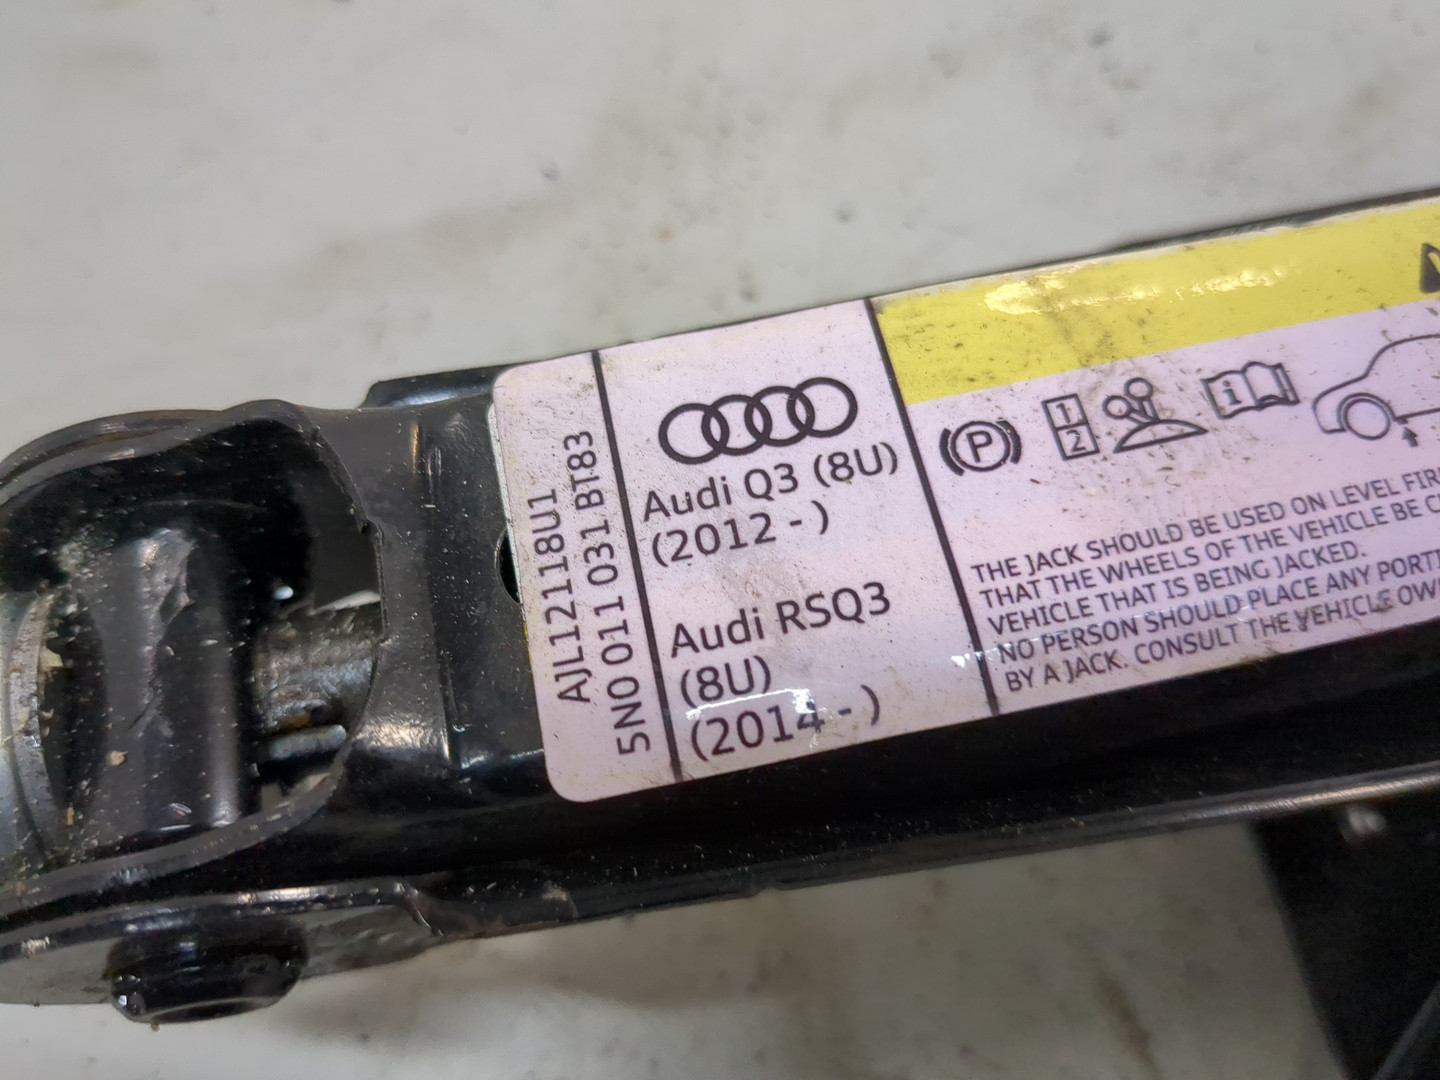 AJL121118U1
5N0 011 031 BT83
Audi Q3 (8U)
(2012 - )
Audi RSQ3
(8U)
(2014 - )
P
1
2
i
THE JACK SHOULD BE USED ON LEVEL
THAT THE WHEELS OF THE VEHICLE BE
VEHICLE THAT IS BEING JACKED.
NO PERSON SHOULD PLACE ANY
BY A JACK. CONSULT THE VEHICLE